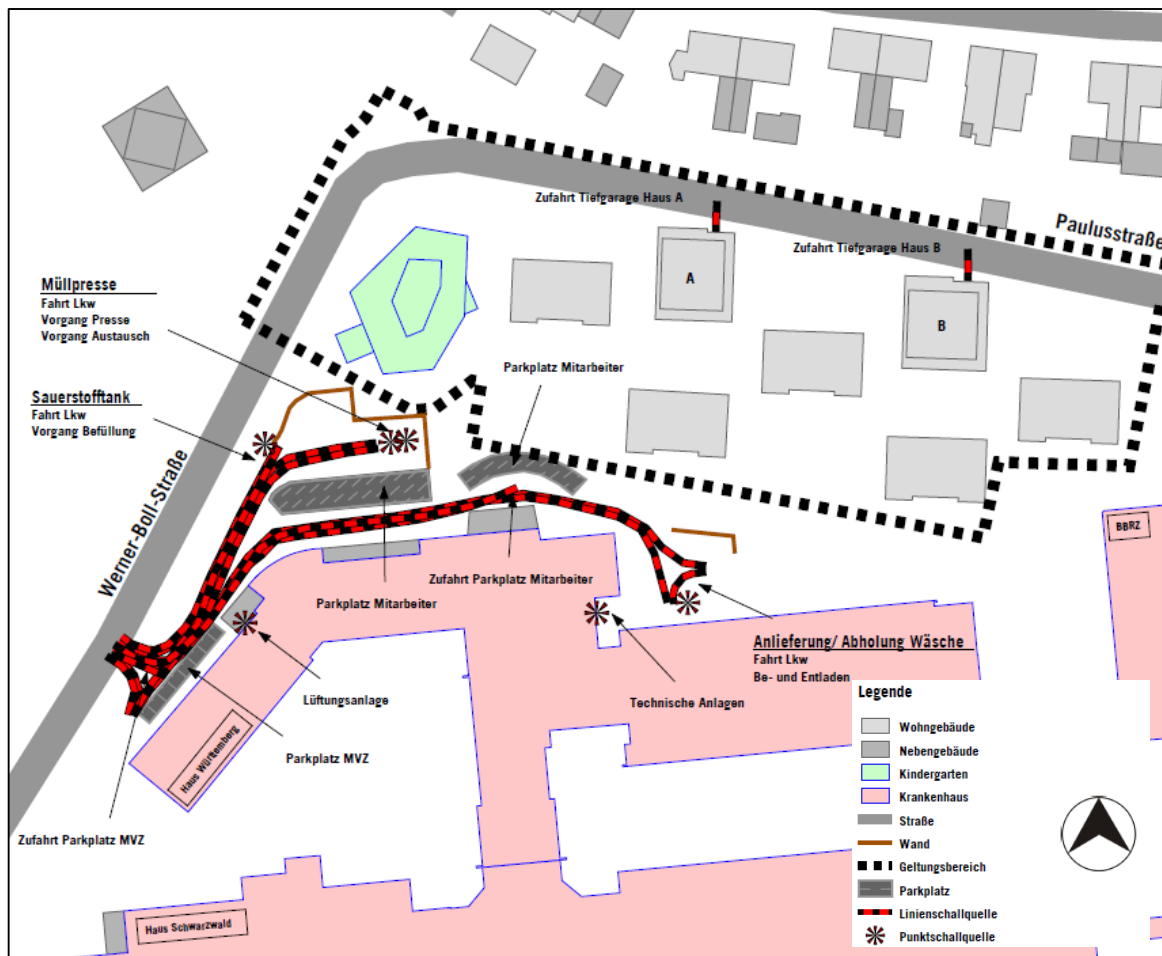 Zufahrt Tiefgarage Haus A
Paulusstraße
Zufahrt Tiefgarage Haus B
Müllpresse
Fahrt Lkw
Vorgang Presse
Vorgang Austausch
A
B
Parkplatz Mitarbeiter
Sauerstofftank
Fahrt Lkw
Vorgang Befüllung
Werner-Boll-Straße
BBRZ
Zufahrt Parkplatz Mitarbeiter
Parkplatz Mitarbeiter
Anlieferung/ Abholung Wäsche
Fahrt Lkw
Be- und Entladen
Lüftungsanlage
Technische Anlagen
Parkplatz MVZ
Haus Württemberg
Zufahrt Parkplatz MVZ
Haus Schwarzwald
Legende
Wohngebäude
Nebengebäude
Kindergarten
Krankenhaus
Straße
Wand
Geltungsbereich
Parkplatz
Linienschallquelle
Punktschallquelle